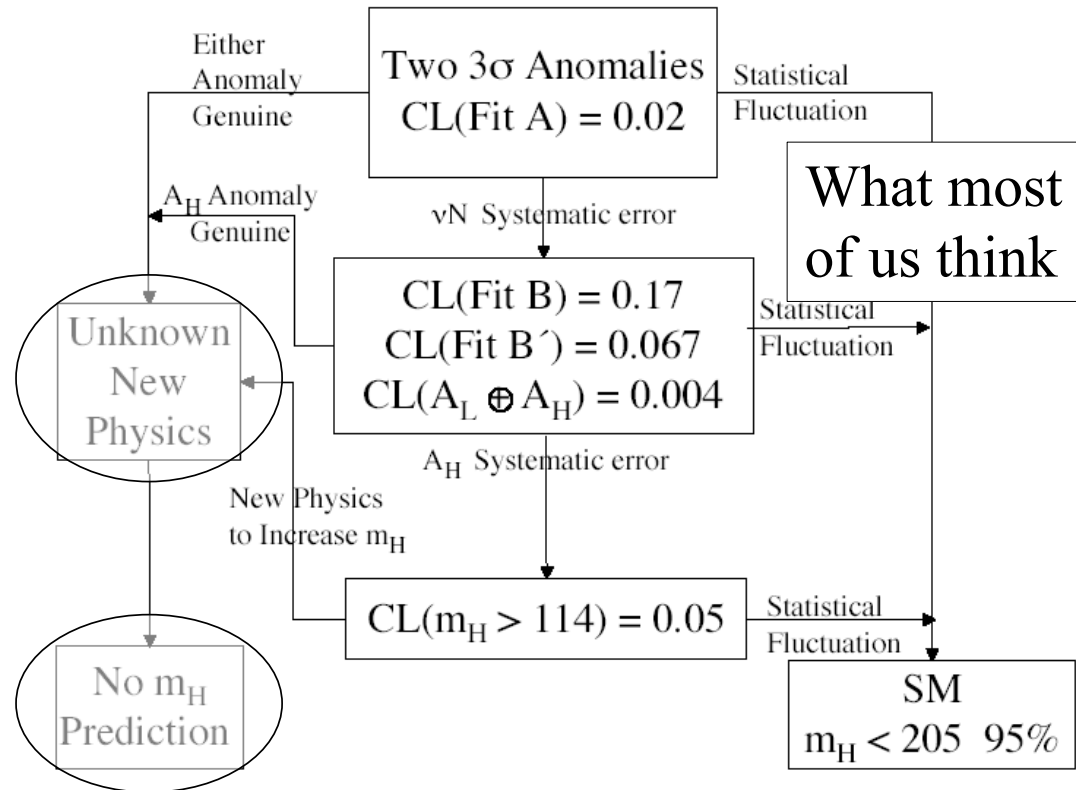 Two 3σ Anomalies
CL(Fit A) = 0.02
Either
Anomaly
Genuine
Statistical
Fluctuation
What most
of us think
A_H Anomaly
Genuine
νN Systematic error
CL(Fit B) = 0.17
CL(Fit B´) = 0.067
CL(A_L ⊕ A_H) = 0.004
Statistical
Fluctuation
Unknown
New
Physics
A_H Systematic error
New Physics
to Increase m_H
CL(m_H > 114) = 0.05
Statistical
Fluctuation
No m_H
Prediction
SM
m_H < 205 95%